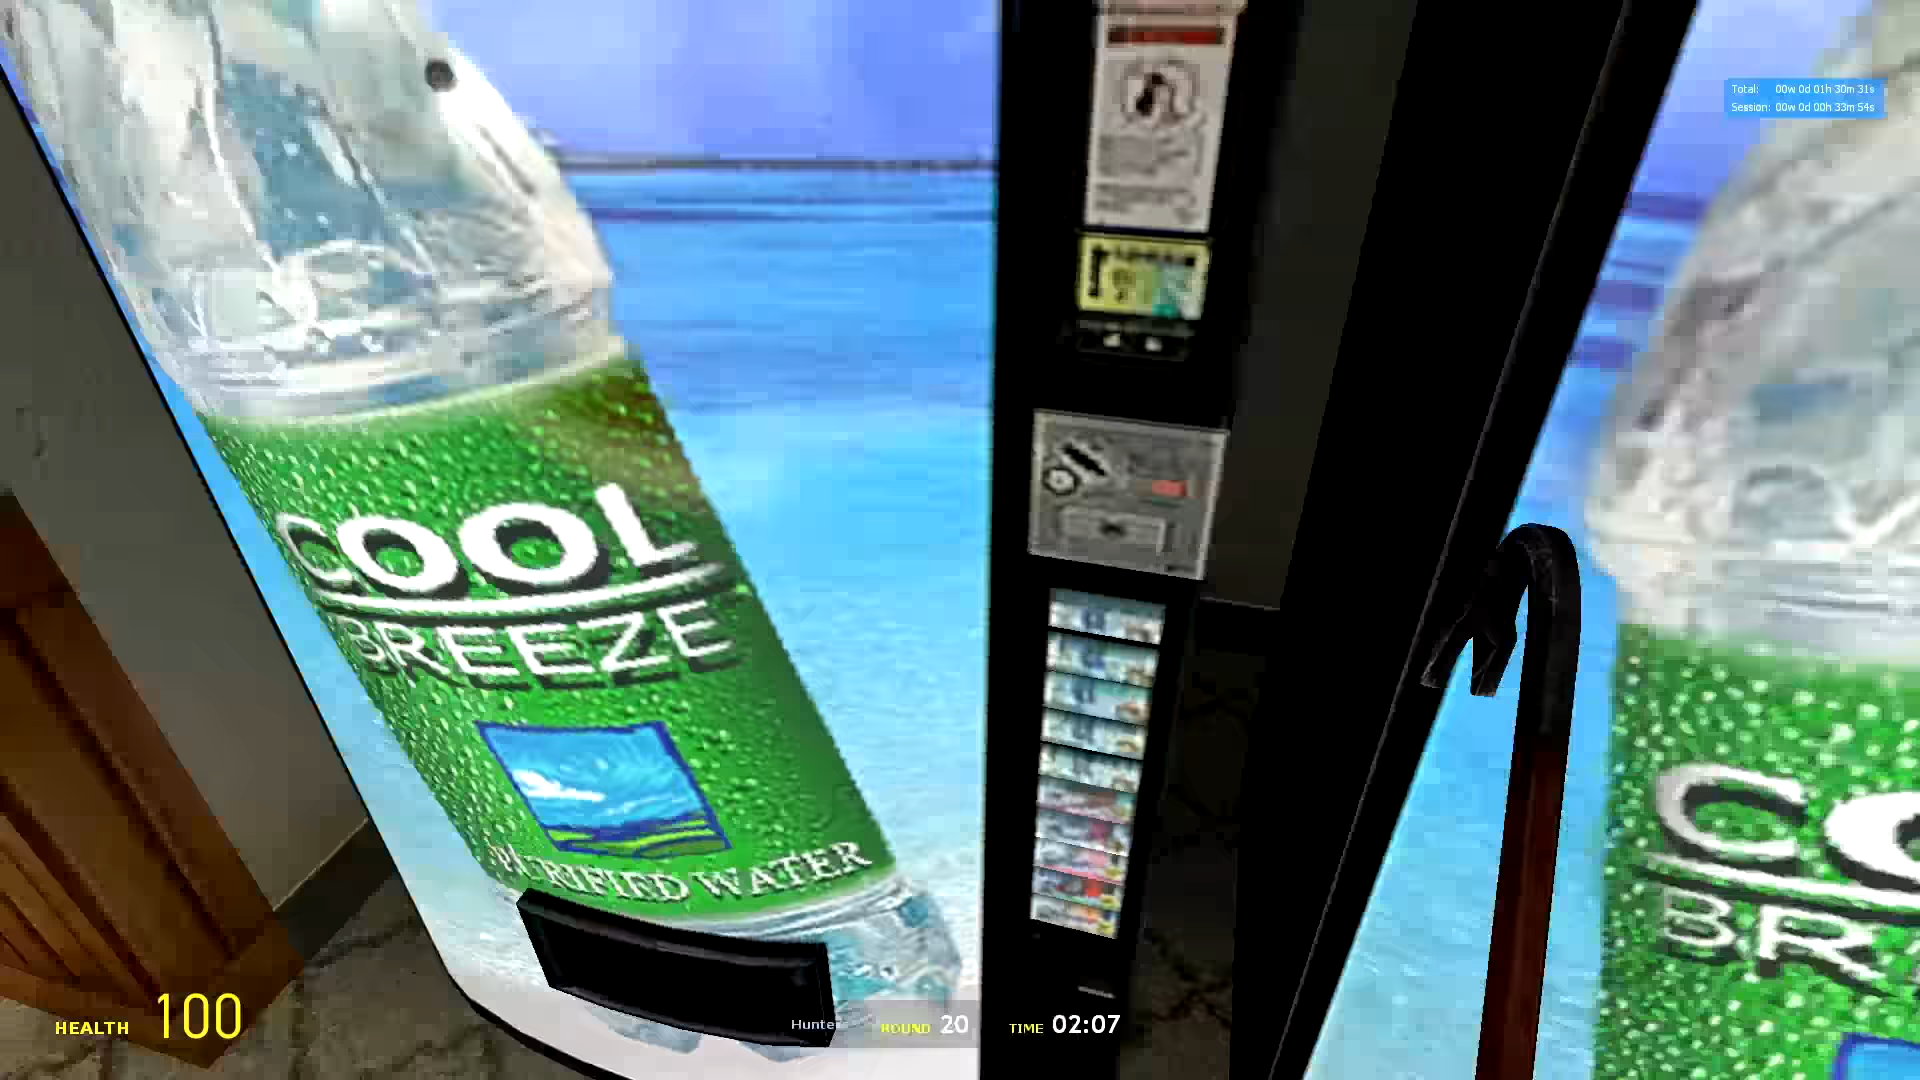 Total: 00w 0d 01h 30m 31s
Session: 00w 0d 00h 33m 54s
COOL
BREEZE
PURIFIED WATER
CO
BR
HEALTH 100
Hunte
ROUND 20
TIME 02:07